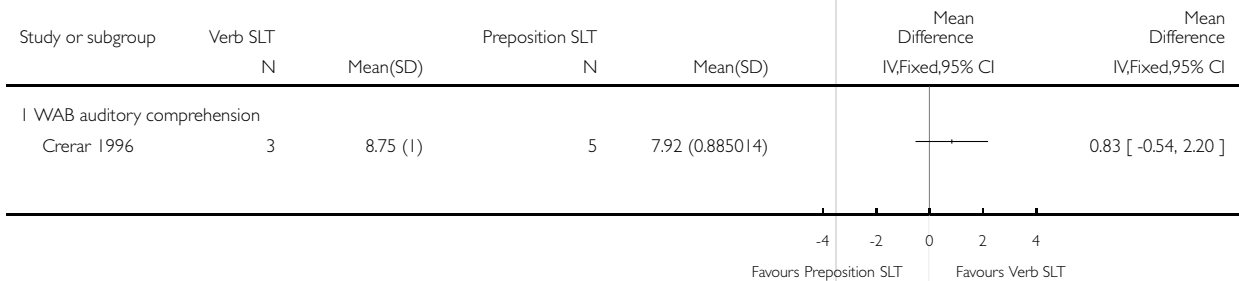 Study or subgroup Verb SLT Preposition SLT Mean Difference Mean Difference
N Mean(SD) N Mean(SD) IV,Fixed,95% CI IV,Fixed,95% CI
1 WAB auditory comprehension
Crerar 1996 3 8.75 (1) 5 7.92 (0.885014) 0.83 [ -0.54, 2.20 ]
-4 -2 0 2 4
Favours Preposition SLT Favours Verb SLT